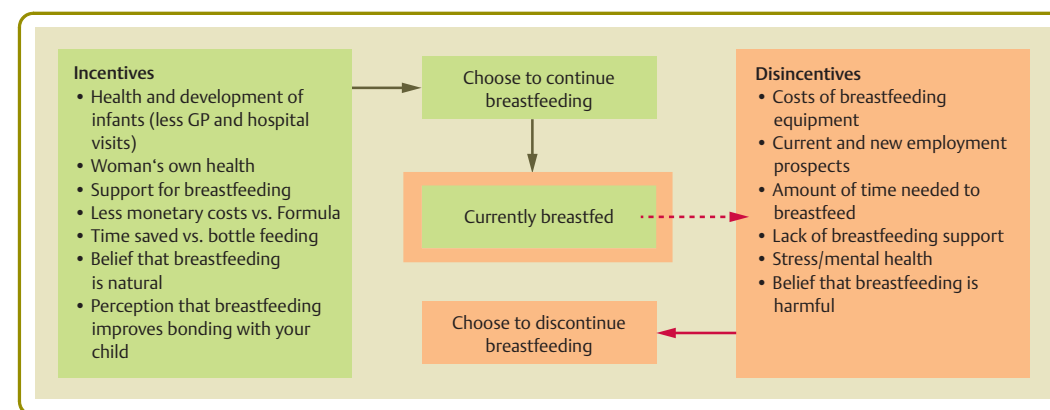 Incentives
• Health and development of
infants (less GP and hospital
visits)
• Woman‘s own health
• Support for breastfeeding
• Less monetary costs vs. Formula
• Time saved vs. bottle feeding
• Belief that breastfeeding
is natural
• Perception that breastfeeding
improves bonding with your
child
Choose to continue
breastfeeding
Currently breastfed
Choose to discontinue
breastfeeding
Disincentives
• Costs of breastfeeding
equipment
• Current and new employment
prospects
• Amount of time needed to
breastfeed
• Lack of breastfeeding support
• Stress/mental health
• Belief that breastfeeding is
harmful